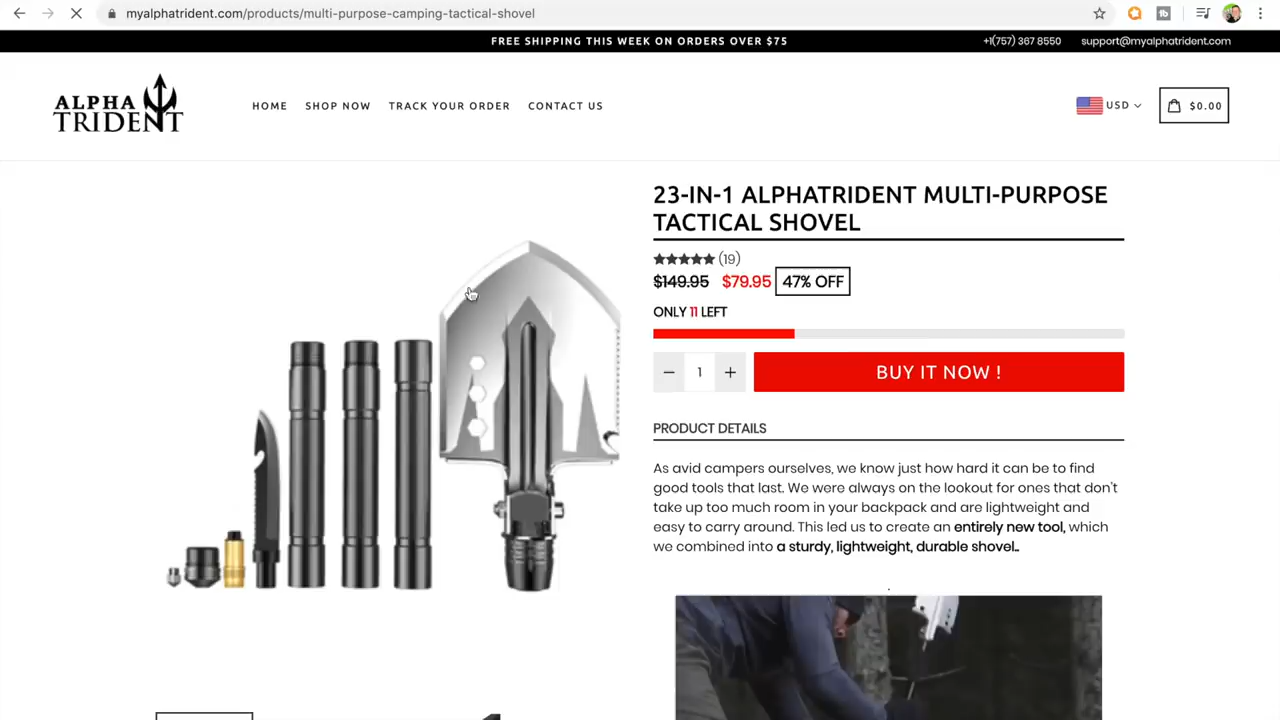 myalphatrident.com/products/multi-purpose-camping-tactical-shovel
FREE SHIPPING THIS WEEK ON ORDERS OVER $75
+1(757) 367 8550
support@myalphatrident.com
ALPHA
TRIDENT
HOME
SHOP NOW
TRACK YOUR ORDER
CONTACT US
USD
$0.00
23-IN-1 ALPHATRIDENT MULTI-PURPOSE
TACTICAL SHOVEL
★★★★★ (19)
$149.95 $79.95 47% OFF
ONLY 11 LEFT
− 1 +
BUY IT NOW !
PRODUCT DETAILS
As avid campers ourselves, we know just how hard it can be to find
good tools that last. We were always on the lookout for ones that don't
take up too much room in your backpack and are lightweight and
easy to carry around. This led us to create an entirely new tool, which
we combined into a sturdy, lightweight, durable shovel..
.